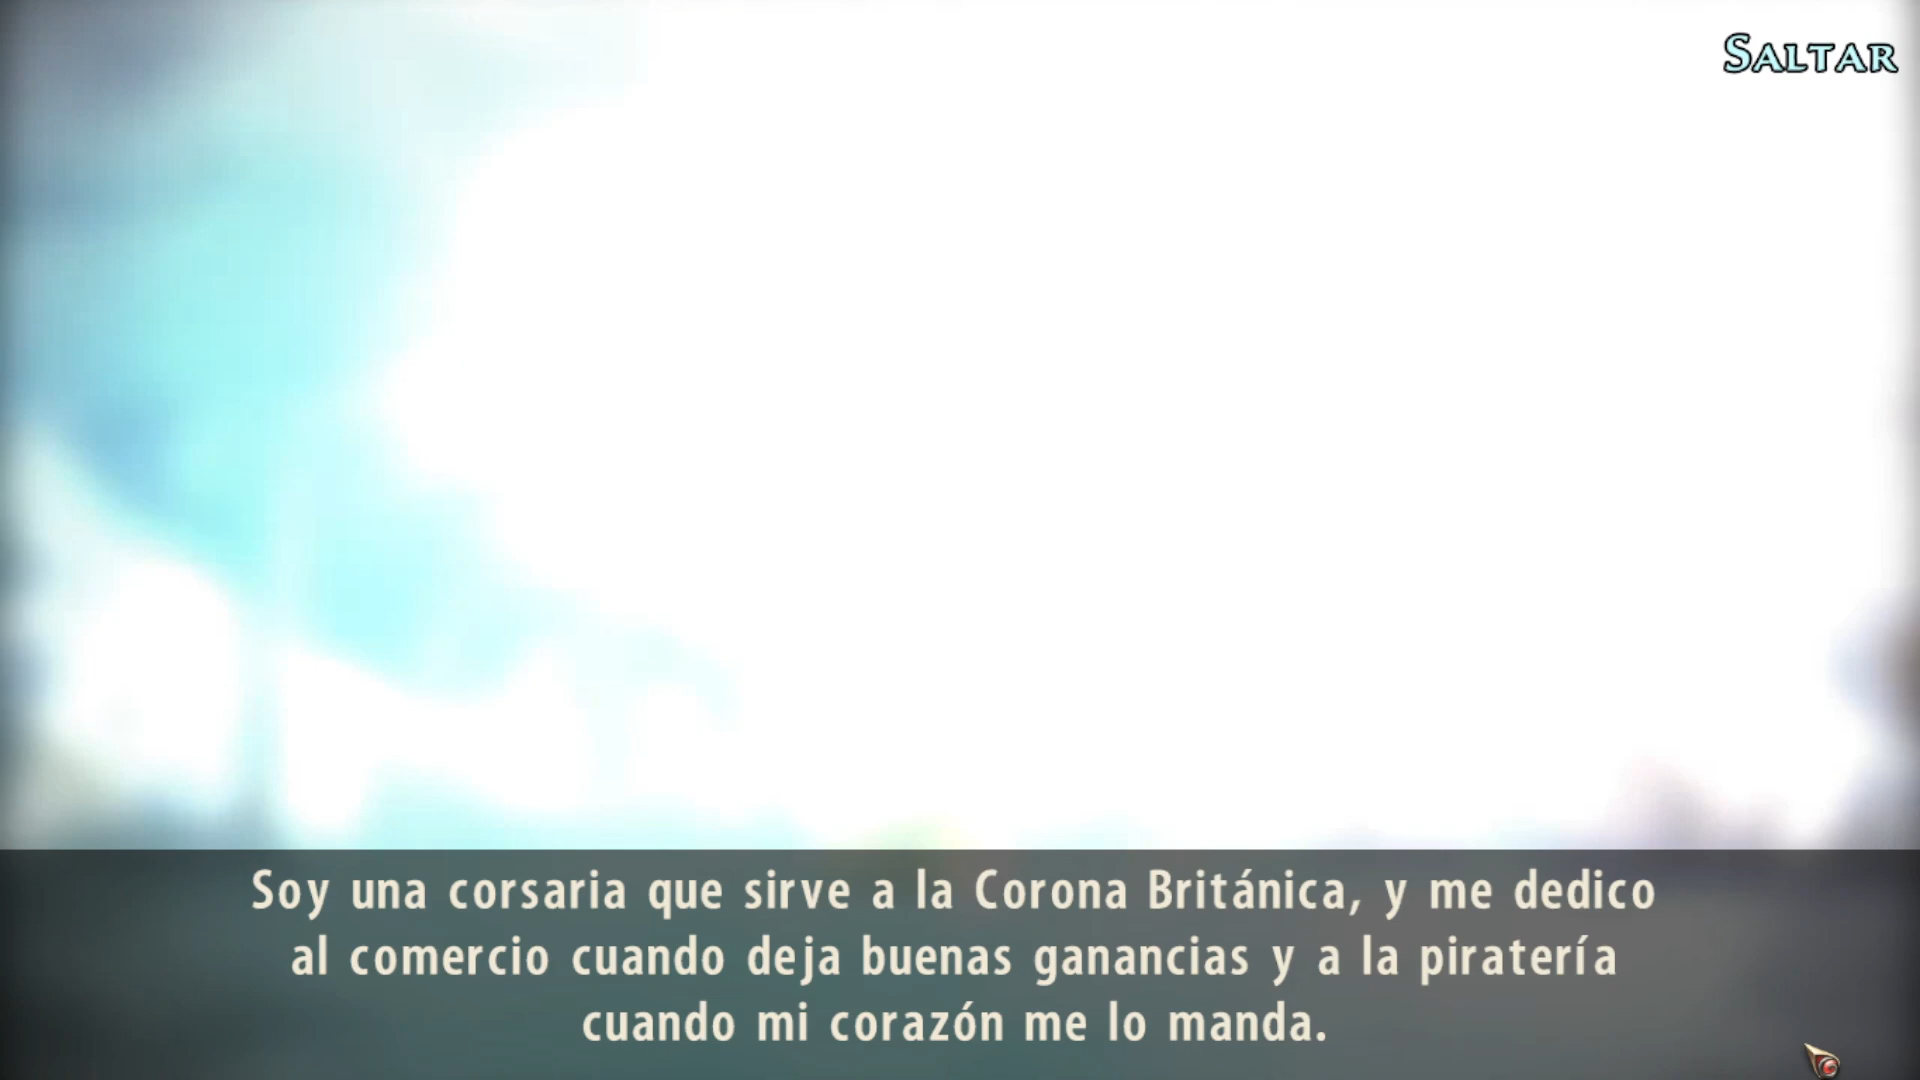 SALTAR
Soy una corsaria que sirve a la Corona Británica, y me dedico
al comercio cuando deja buenas ganancias y a la piratería
cuando mi corazón me lo manda.